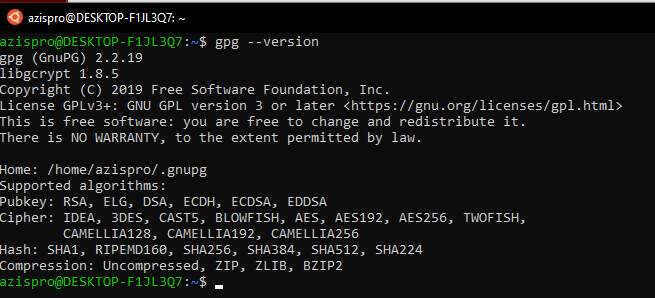 azispro@DESKTOP-F1JL3Q7: ~
azispro@DESKTOP-F1JL3Q7:~$ gpg --version
gpg (GnuPG) 2.2.19
libgcrypt 1.8.5
Copyright (C) 2019 Free Software Foundation, Inc.
License GPLv3+: GNU GPL version 3 or later <https://gnu.org/licenses/gpl.html>
This is free software: you are free to change and redistribute it.
There is NO WARRANTY, to the extent permitted by law.
Home: /home/azispro/.gnupg
Supported algorithms:
Pubkey: RSA, ELG, DSA, ECDH, ECDSA, EDDSA
Cipher: IDEA, 3DES, CAST5, BLOWFISH, AES, AES192, AES256, TWOFISH,
CAMELLIA128, CAMELLIA192, CAMELLIA256
Hash: SHA1, RIPEMD160, SHA256, SHA384, SHA512, SHA224
Compression: Uncompressed, ZIP, ZLIB, BZIP2
azispro@DESKTOP-F1JL3Q7:~$